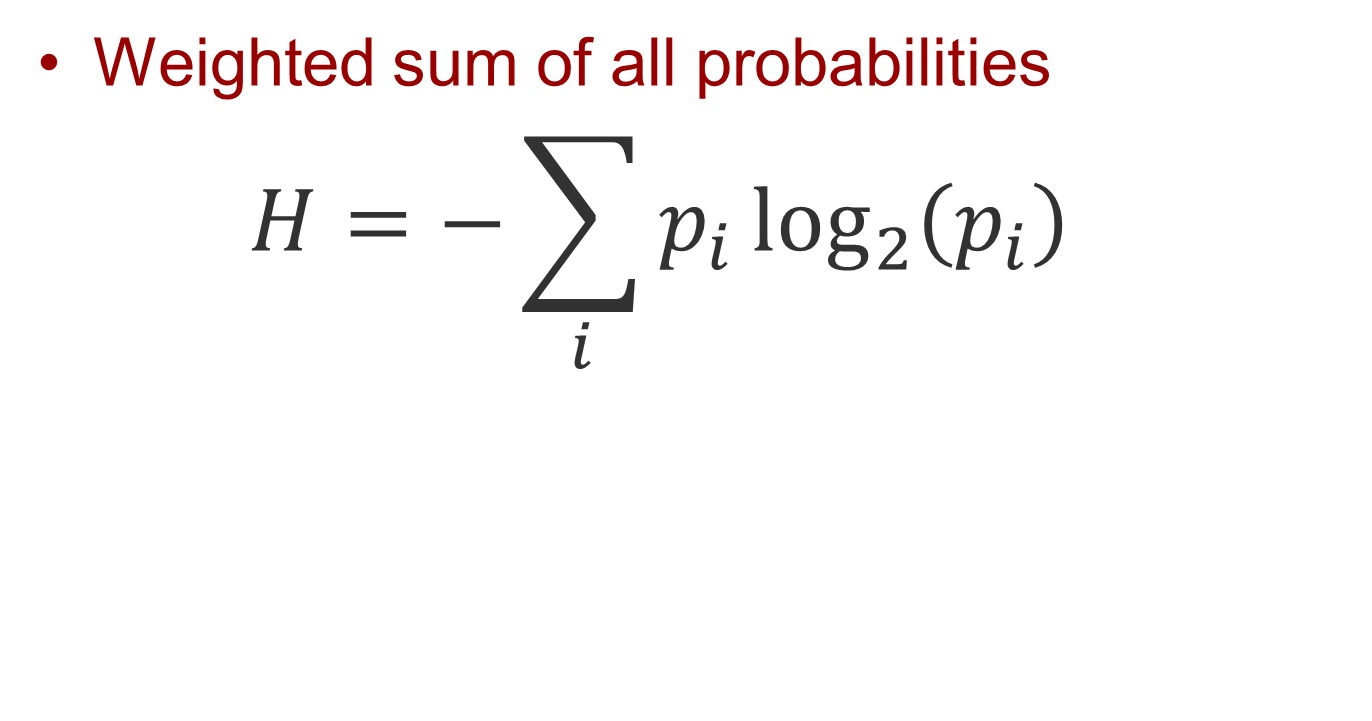 • Weighted sum of all probabilities
H = −∑ᵢ pᵢ log₂(pᵢ)